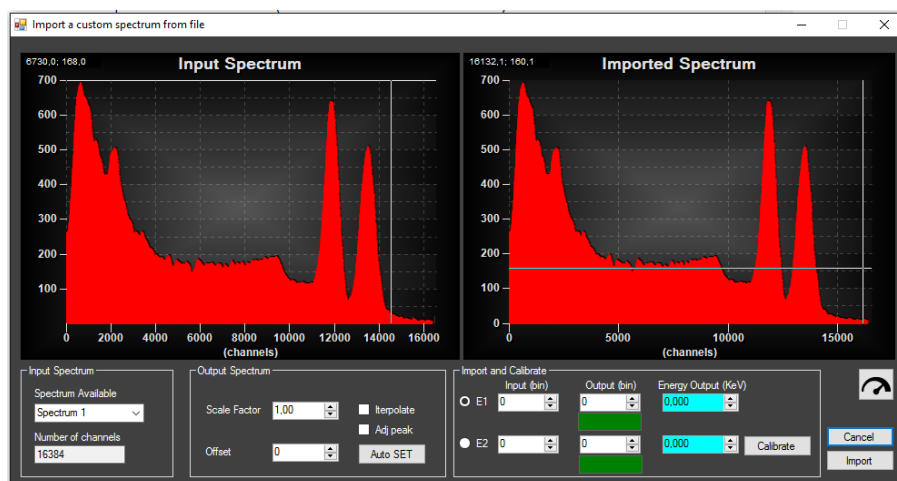 Import a custom spectrum from file
6730,0; 168,0
Input Spectrum
700
600
500
400
300
200
100
0 2000 4000 6000 8000 10000 12000 14000 16000
(channels)
16132,1; 160,1
Imported Spectrum
700
600
500
400
300
200
100
0
0 5000 10000 15000
(channels)
Input Spectrum
Spectrum Available
Spectrum 1
Number of channels
16384
Output Spectrum
Scale Factor 1,00 Iterpolate
Adj peak
Offset 0 Auto SET
Import and Calibrate
Input (bin) Output (bin) Energy Output (KeV)
E1 0 0 0,000
E2 0 0 0,000 Calibrate
Cancel
Import